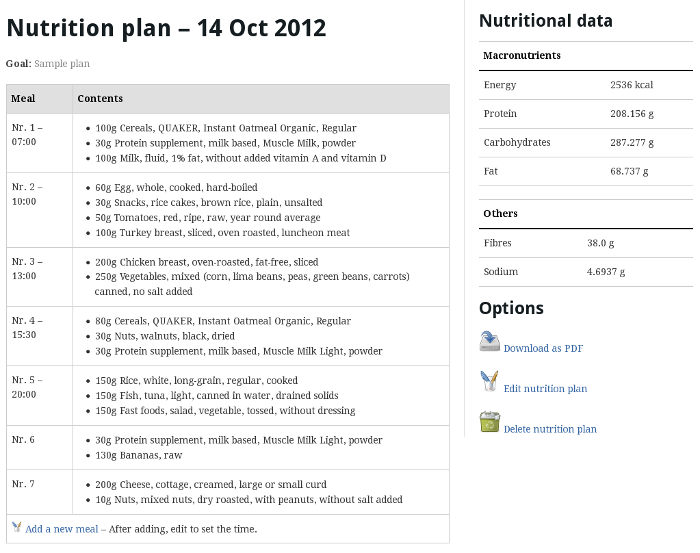 Nutrition plan – 14 Oct 2012
Goal: Sample plan
Meal Contents
Nr. 1 –
07:00
• 100g Cereals, QUAKER, Instant Oatmeal Organic, Regular
• 30g Protein supplement, milk based, Muscle Milk, powder
• 100g Milk, fluid, 1% fat, without added vitamin A and vitamin D
Nr. 2 –
10:00
• 60g Egg, whole, cooked, hard-boiled
• 30g Snacks, rice cakes, brown rice, plain, unsalted
• 50g Tomatoes, red, ripe, raw, year round average
• 100g Turkey breast, sliced, oven roasted, luncheon meat
Nr. 3 –
13:00
• 200g Chicken breast, oven-roasted, fat-free, sliced
• 250g Vegetables, mixed (corn, lima beans, peas, green beans, carrots)
canned, no salt added
Nr. 4 –
15:30
• 80g Cereals, QUAKER, Instant Oatmeal Organic, Regular
• 30g Nuts, walnuts, black, dried
• 30g Protein supplement, milk based, Muscle Milk Light, powder
Nr. 5 –
20:00
• 150g Rice, white, long-grain, regular, cooked
• 150g Fish, tuna, light, canned in water, drained solids
• 150g Fast foods, salad, vegetable, tossed, without dressing
Nr. 6
• 30g Protein supplement, milk based, Muscle Milk Light, powder
• 130g Bananas, raw
Nr. 7
• 200g Cheese, cottage, creamed, large or small curd
• 10g Nuts, mixed nuts, dry roasted, with peanuts, without salt added
Add a new meal – After adding, edit to set the time.
Nutritional data
Macronutrients
Energy 2536 kcal
Protein 208.156 g
Carbohydrates 287.277 g
Fat 68.737 g
Others
Fibres 38.0 g
Sodium 4.6937 g
Options
Download as PDF
Edit nutrition plan
Delete nutrition plan